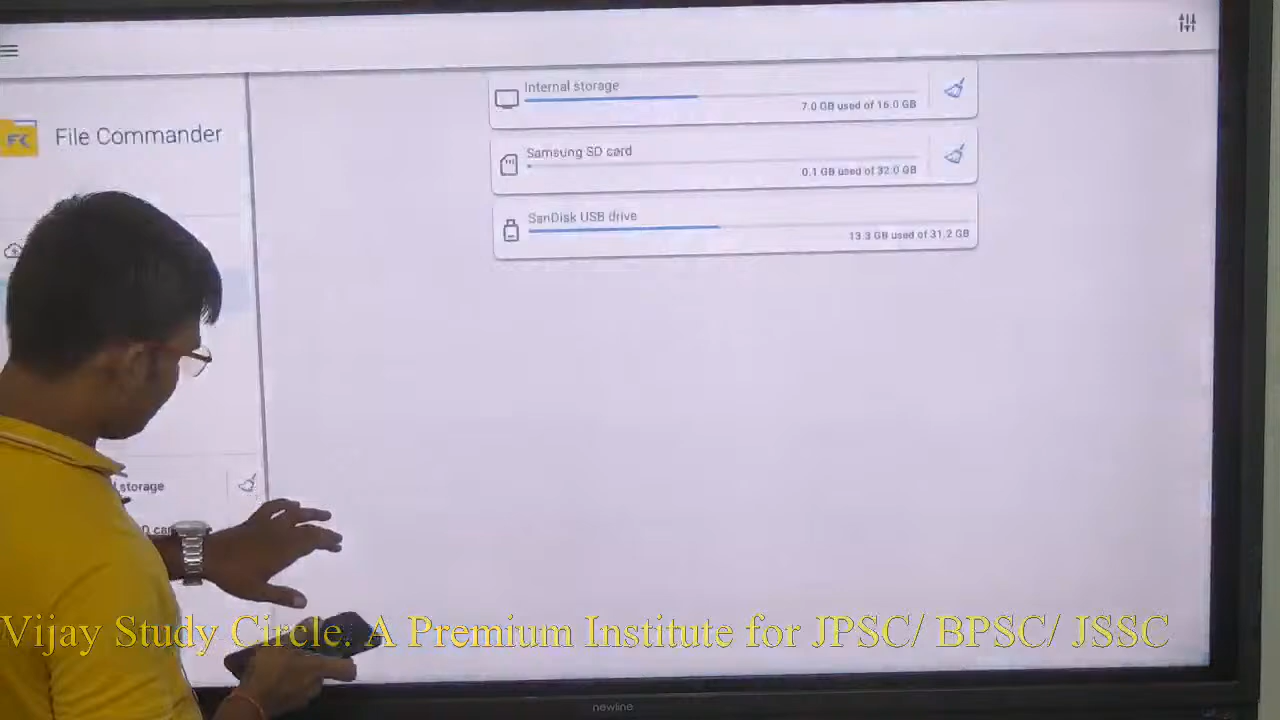 FC
File Commander
Internal storage
7.0 GB used of 16.0 GB
Samsung SD card
0.1 GB used of 32.0 GB
SanDisk USB drive
13.3 GB used of 31.2 GB
storage
Vijay Study Circle. A Premium Institute for JPSC/ BPSC/ JSSC
newline